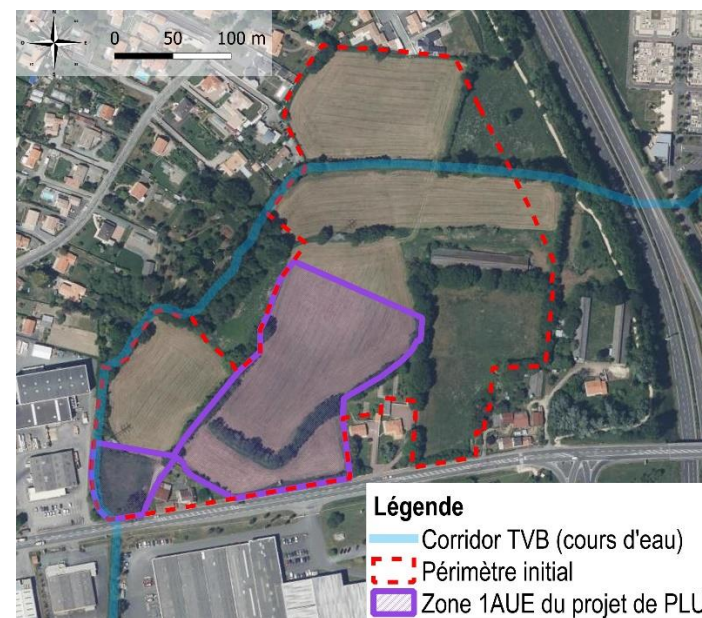 0 50 100 m
Légende
Corridor TVB (cours d'eau)
Périmètre initial
Zone 1AUE du projet de PLU